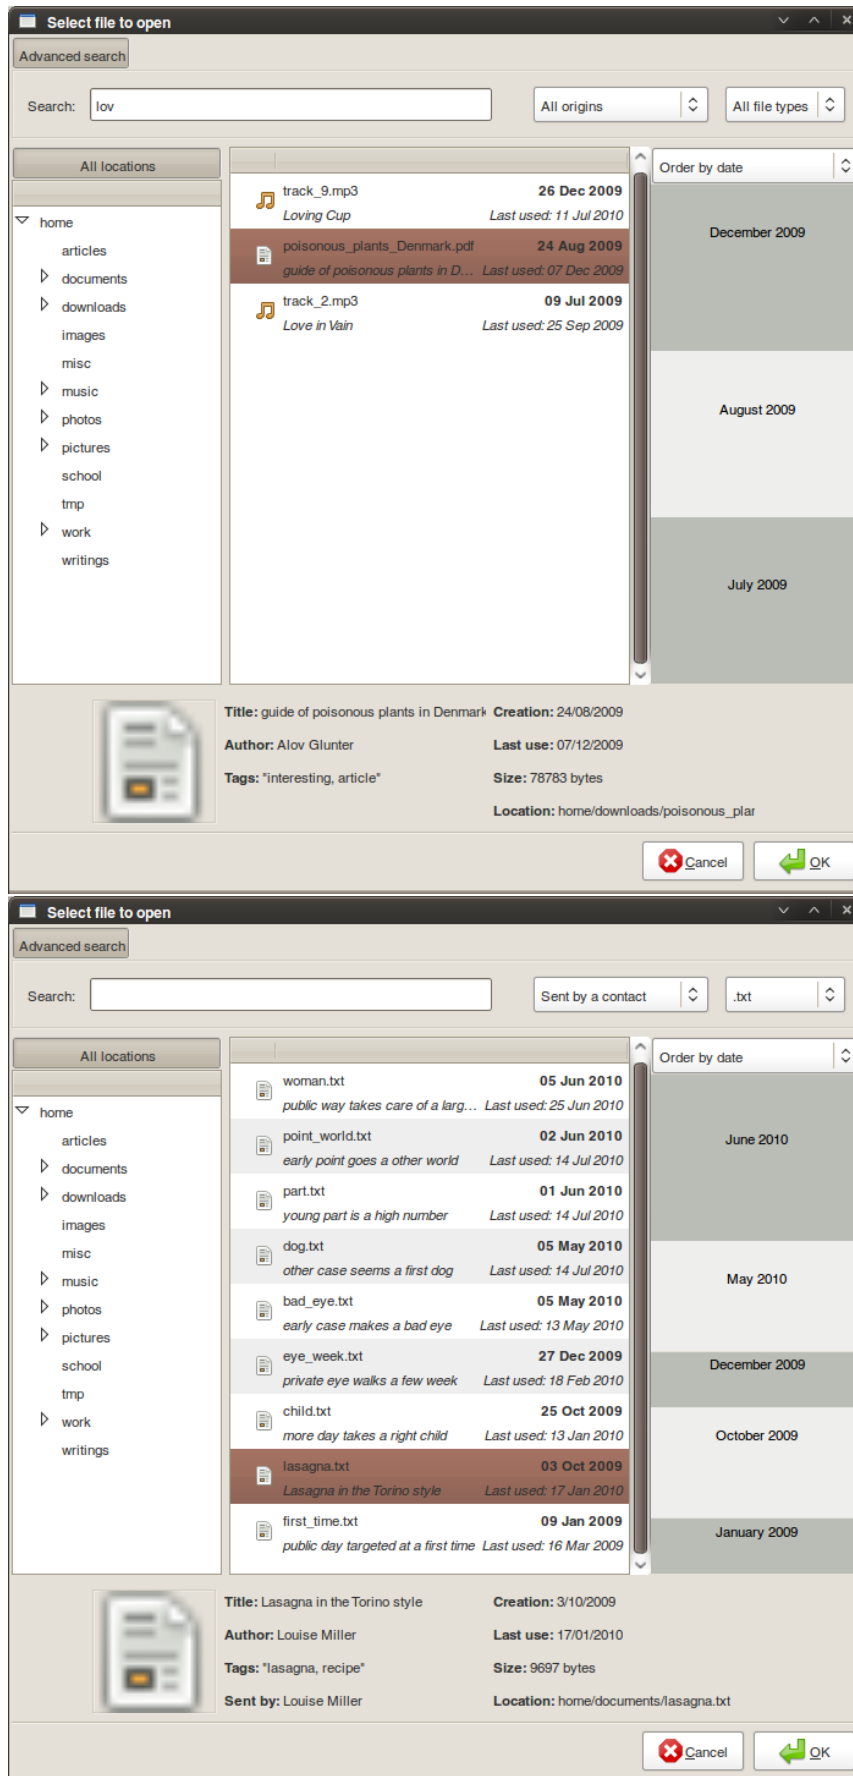 Select file to open
Advanced search
Search: lov All origins All file types
All locations
Order by date
home
articles
documents
downloads
images
misc
music
photos
pictures
school
tmp
work
writings
track_9.mp3 26 Dec 2009
Loving Cup Last used: 11 Jul 2010
poisonous_plants_Denmark.pdf 24 Aug 2009
guide of poisonous plants in D... Last used: 07 Dec 2009
track_2.mp3 09 Jul 2009
Love in Vain Last used: 25 Sep 2009
December 2009
August 2009
July 2009
Title: guide of poisonous plants in Denmark Creation: 24/08/2009
Author: Alov Glunter Last use: 07/12/2009
Tags: "interesting, article" Size: 78783 bytes
Location: home/downloads/poisonous_plar
Cancel OK
Select file to open
Advanced search
Search: Sent by a contact .txt
All locations
Order by date
home
articles
documents
downloads
images
misc
music
photos
pictures
school
tmp
work
writings
woman.txt 05 Jun 2010
public way takes care of a larg... Last used: 25 Jun 2010
point_world.txt 02 Jun 2010
early point goes a other world Last used: 14 Jul 2010
part.txt 01 Jun 2010
young part is a high number Last used: 14 Jul 2010
dog.txt 05 May 2010
other case seems a first dog Last used: 14 Jul 2010
bad_eye.txt 05 May 2010
early case makes a bad eye Last used: 13 May 2010
eye_week.txt 27 Dec 2009
private eye walks a few week Last used: 18 Feb 2010
child.txt 25 Oct 2009
more day takes a right child Last used: 13 Jan 2010
lasagna.txt 03 Oct 2009
Lasagna in the Torino style Last used: 17 Jan 2010
first_time.txt 09 Jan 2009
public day targeted at a first time Last used: 16 Mar 2009
June 2010
May 2010
December 2009
October 2009
January 2009
Title: Lasagna in the Torino style Creation: 3/10/2009
Author: Louise Miller Last use: 17/01/2010
Tags: "lasagna, recipe" Size: 9697 bytes
Sent by: Louise Miller Location: home/documents/lasagna.txt
Cancel OK